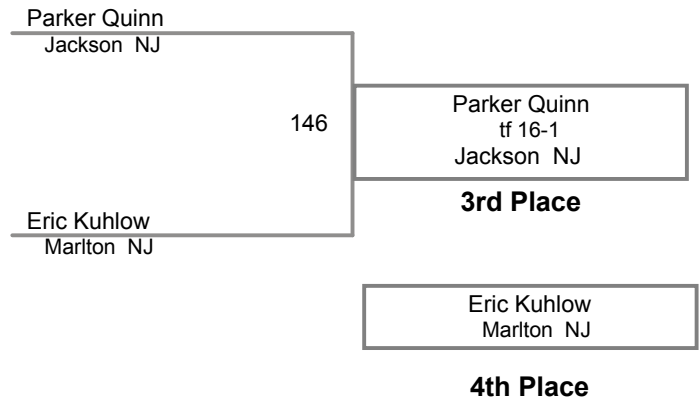 Parker Quinn
Jackson NJ
146
Parker Quinn
tf 16-1
Jackson NJ
3rd Place
Eric Kuhlow
Marlton NJ
Eric Kuhlow
Marlton NJ
4th Place